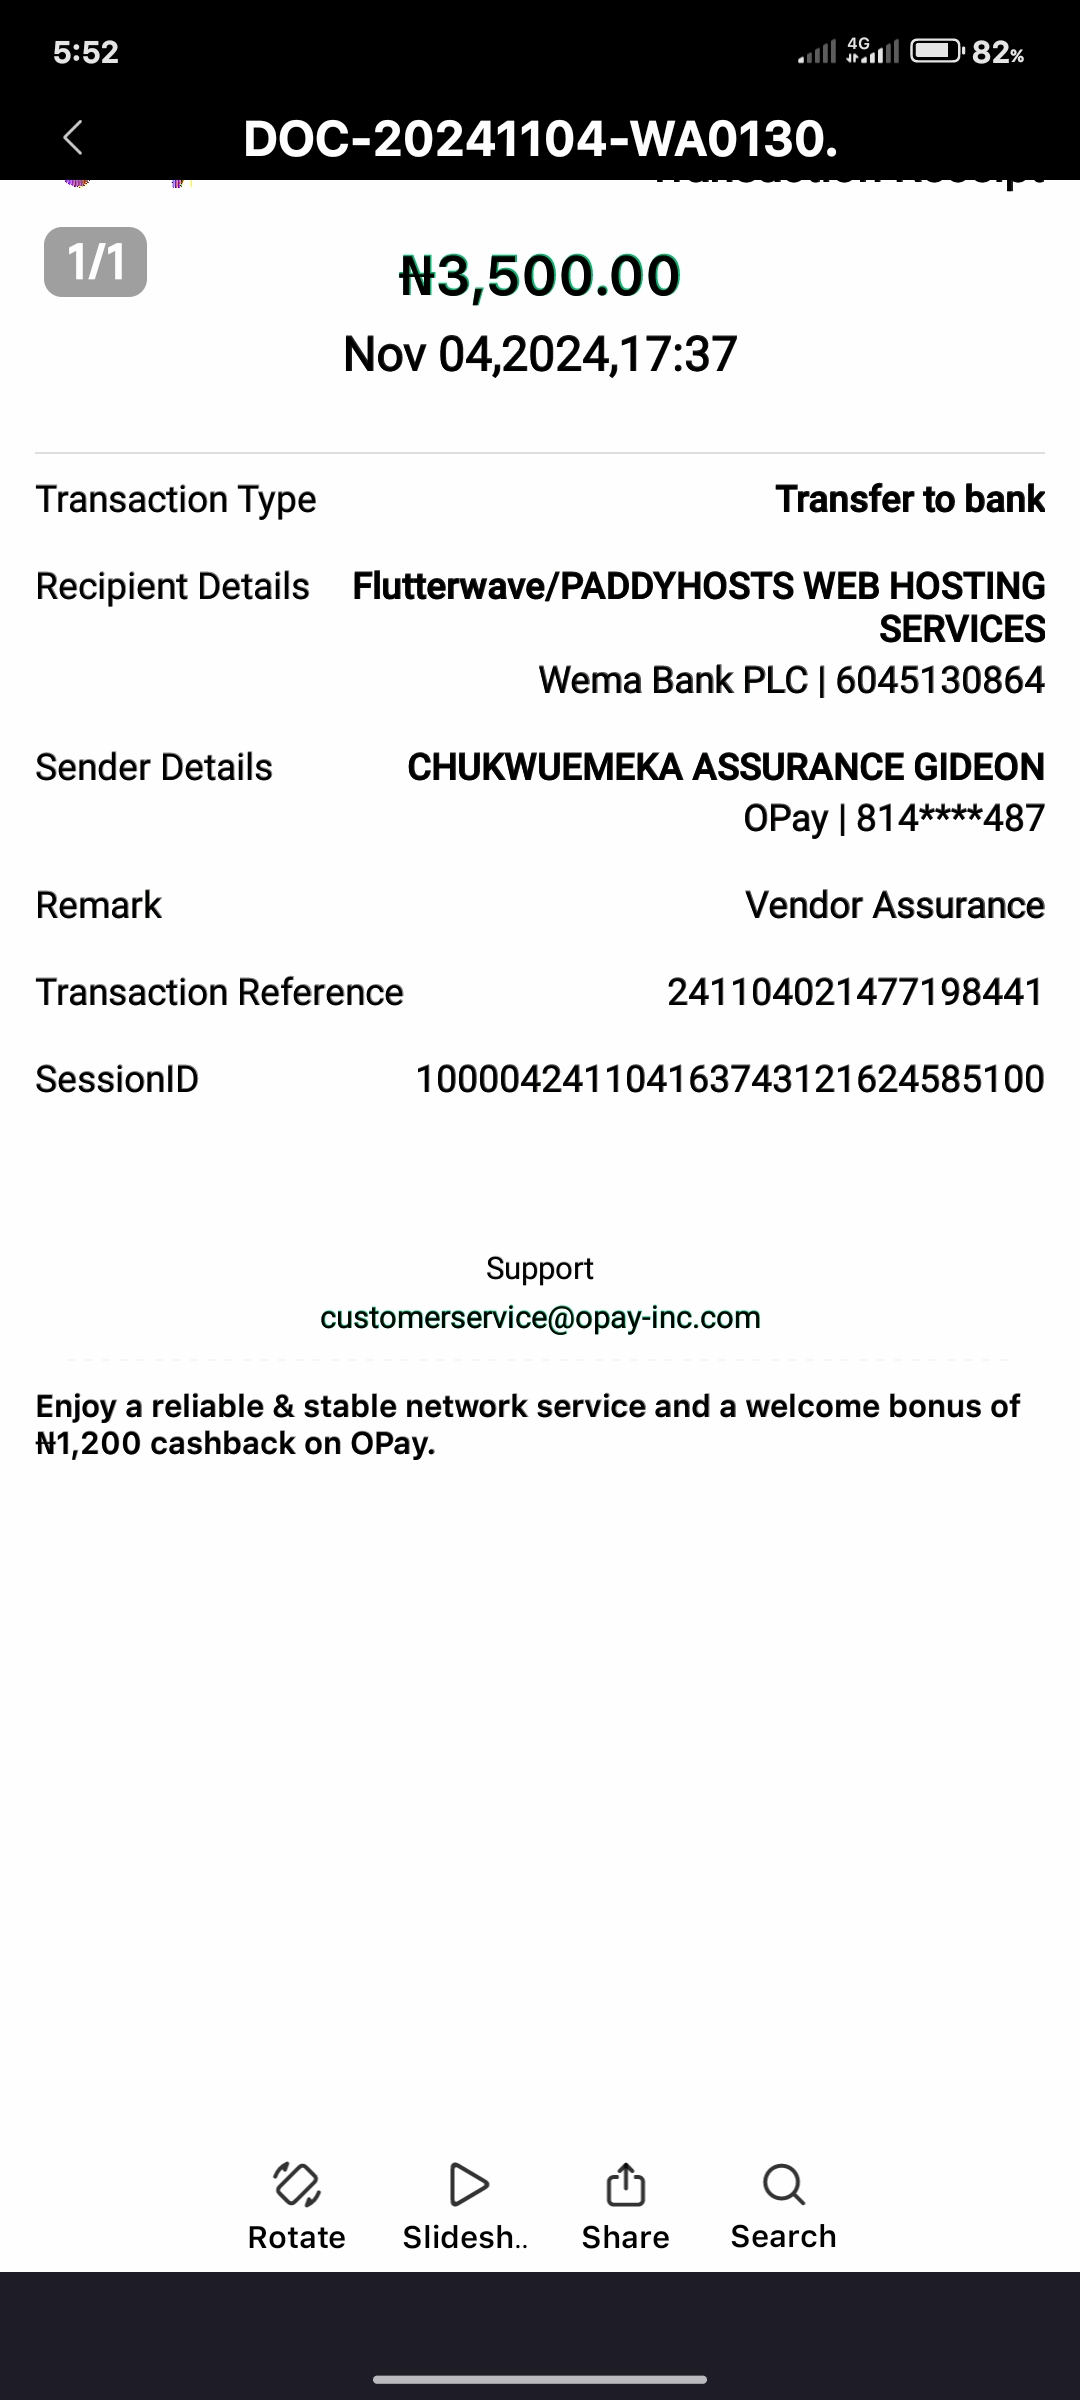 5:52
4G
82%
DOC-20241104-WA0130.
Transaction Receipt
1/1
₦3,500.00
Nov 04,2024,17:37
Transaction Type Transfer to bank
Recipient Details Flutterwave/PADDYHOSTS WEB HOSTING
SERVICES
Wema Bank PLC | 6045130864
Sender Details CHUKWUEMEKA ASSURANCE GIDEON
OPay | 814****487
Remark Vendor Assurance
Transaction Reference 241104021477198441
SessionID 100004241104163743121624585100
Support
customerservice@opay-inc.com
Enjoy a reliable & stable network service and a welcome bonus of
₦1,200 cashback on OPay.
Rotate
Slidesh..
Share
Search